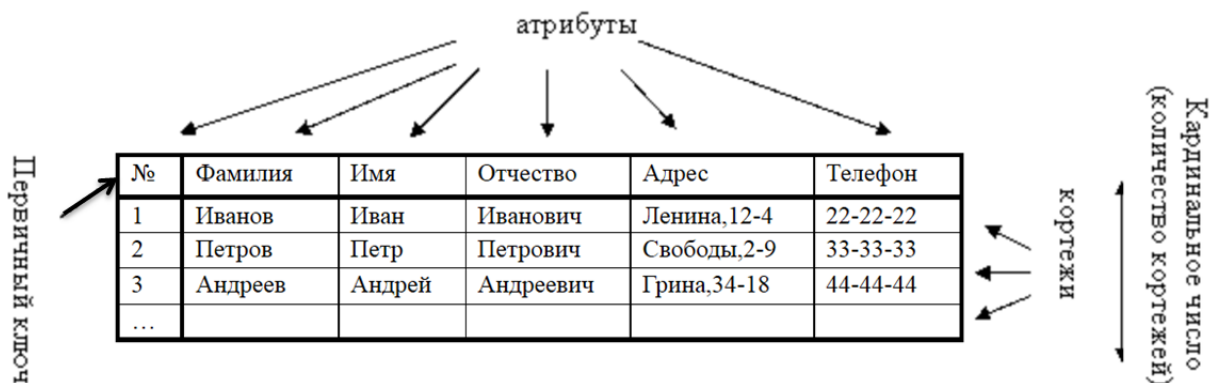 атрибуты
Первичный ключ
№ Фамилия Имя Отчество Адрес Телефон
1 Иванов Иван Иванович Ленина,12-4 22-22-22
2 Петров Петр Петрович Свободы,2-9 33-33-33
3 Андреев Андрей Андреевич Грина,34-18 44-44-44
...
кортежи
Кардинальное число
(количество кортежей)